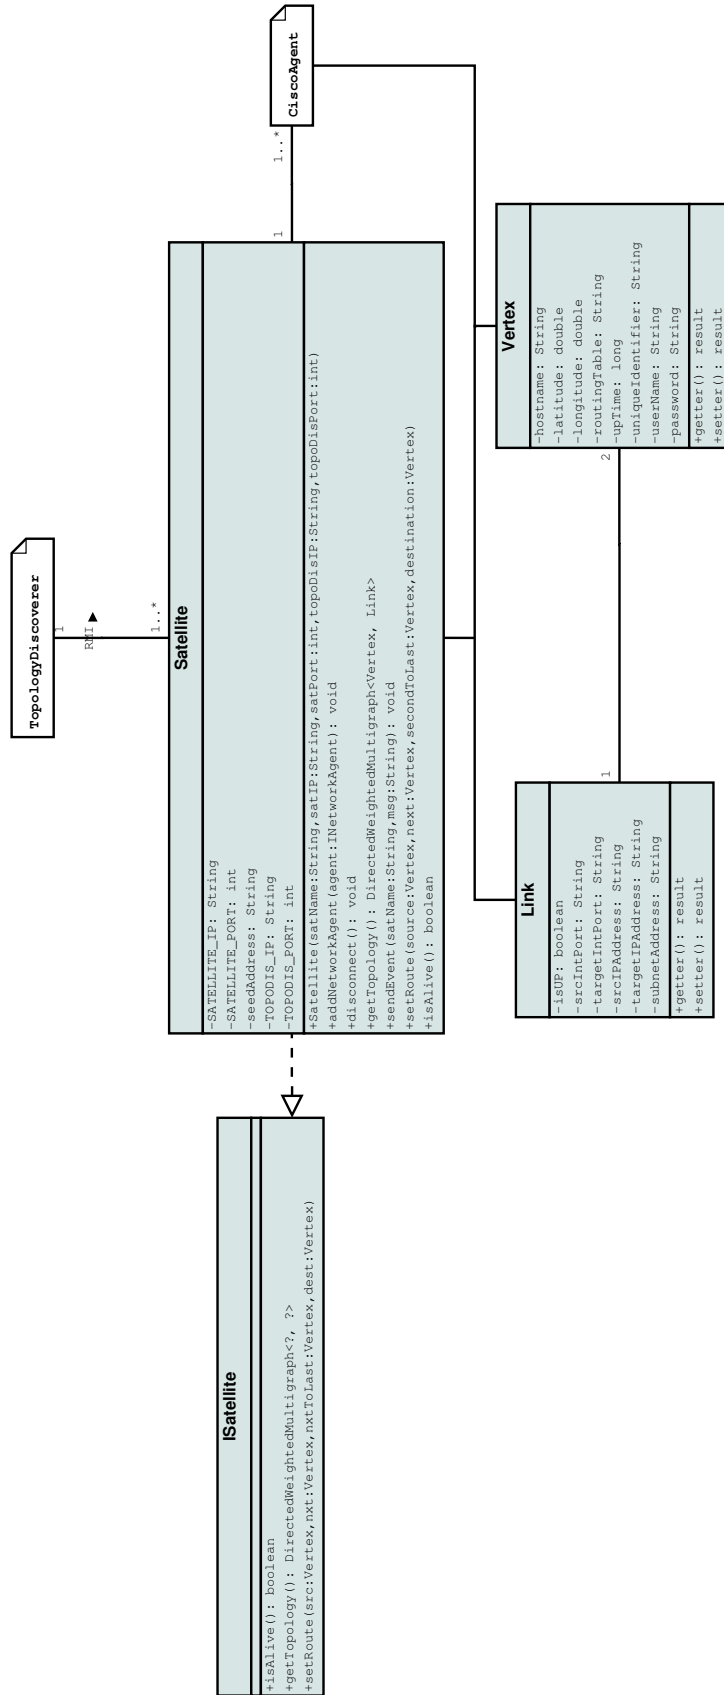 TopologyDiscoverer
1
RMI
1..*
Satellite
-SATELLITE_IP: String
-SATELLITE_PORT: int
-seedAddress: String
-TOPODIS_IP: String
-TOPODIS_PORT: int
+Satellite(satName:String,satIP:String,satPort:int,topoDisIP:String,topoDisPort:int)
+addNetworkAgent(agent:INetworkAgent): void
+disconnect(): void
+getTopology(): DirectedWeightedMultigraph<Vertex, Link>
+sendEvent(satName:String,msg:String): void
+setRoute(source:Vertex,next:Vertex,secondToLast:Vertex,destination:Vertex)
+isAlive(): boolean
1
1..*
CiscoAgent
ISatellite
+isAlive(): boolean
+getTopology(): DirectedWeightedMultigraph<?, ?>
+setRoute(src:Vertex,nxt:Vertex,nxtToLast:Vertex,dest:Vertex)
Link
-isUP: boolean
-srcIntPort: String
-targetIntPort: String
-srcIPAddress: String
-targetIPAddress: String
-subnetAddress: String
+getter(): result
+setter(): result
1
2
Vertex
-hostname: String
-latitude: double
-longitude: double
-routingTable: String
-upTime: long
-uniqueIdentifier: String
-userName: String
-password: String
+getter(): result
+setter(): result